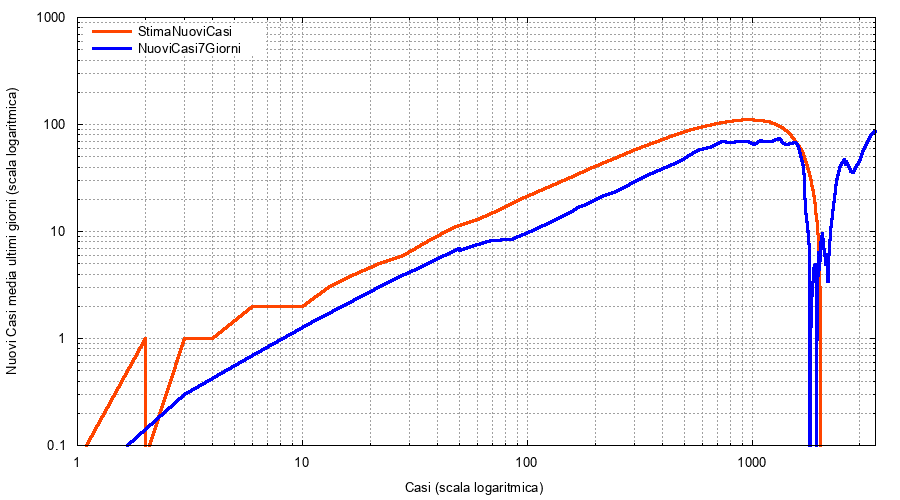 1000
StimaNuoviCasi
NuoviCasi7Giorni
100
10
1
0.1
Nuovi Casi media ultimi giorni (scala logaritmica)
1 10 100 1000
Casi (scala logaritmica)